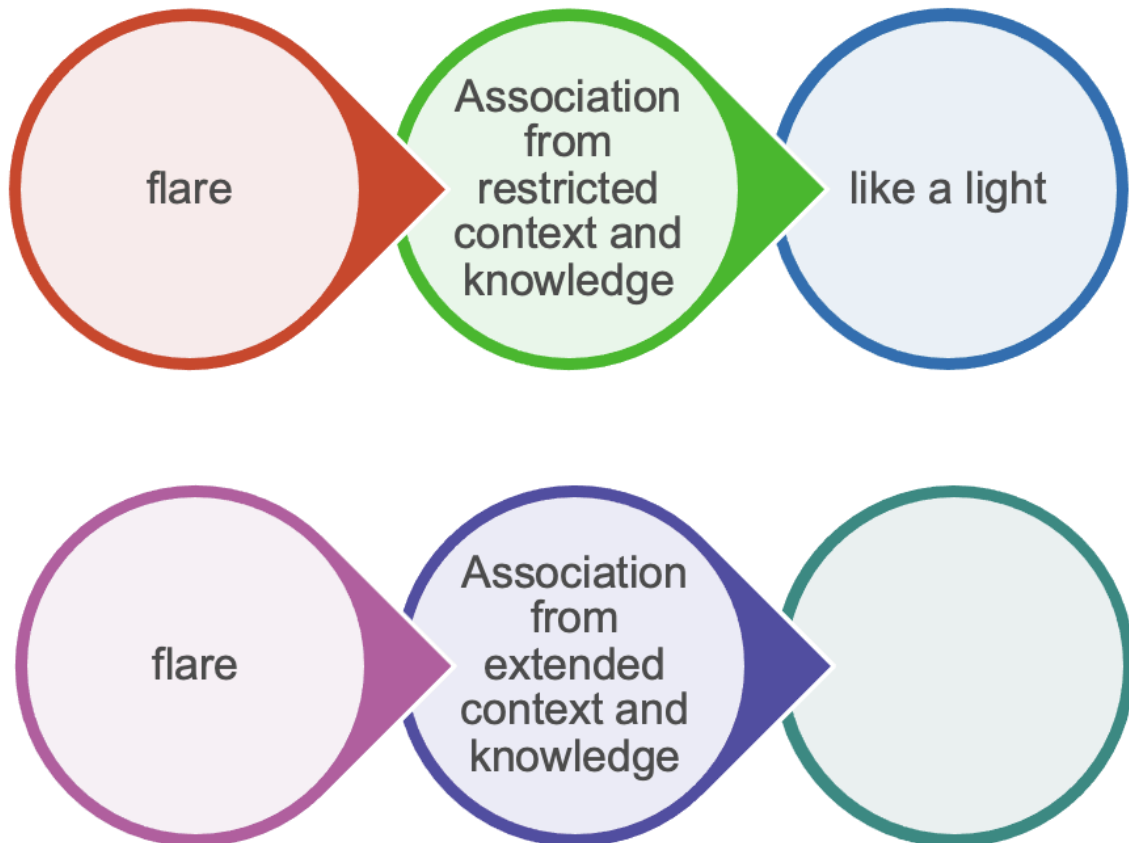 flare
Association
from
restricted
context and
knowledge
like a light
flare
Association
from
extended
context and
knowledge